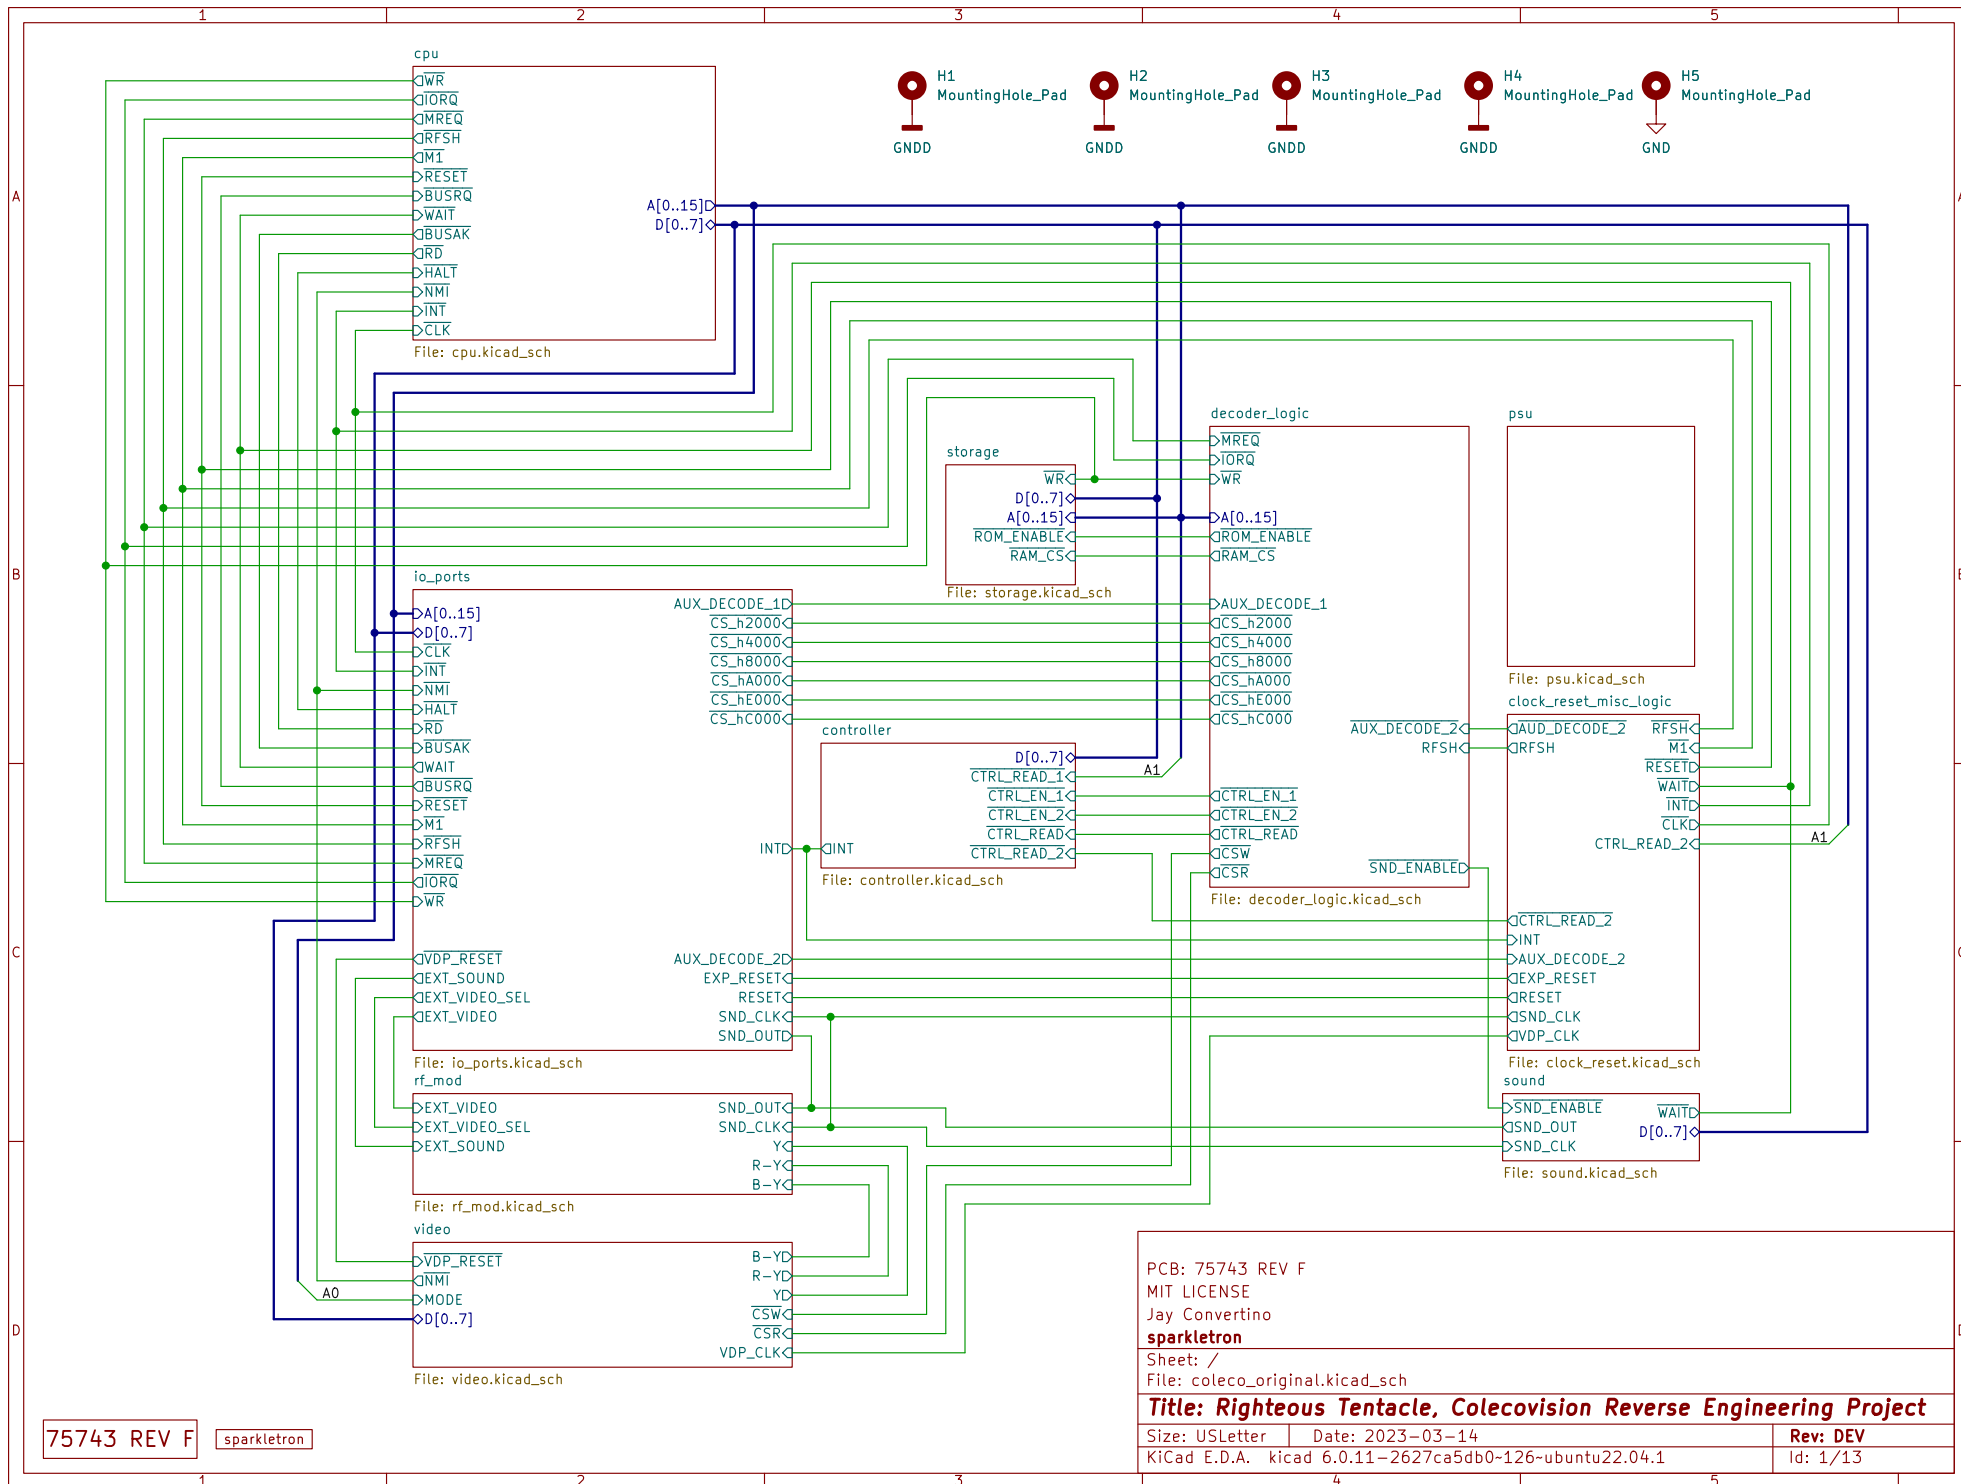 1 2 3 4 5
A
B
C
D
cpu
WR
IORQ
MREQ
RFSH
M1
RESET
BUSRQ
WAIT
BUSAK
RD
HALT
NMI
INT
CLK
A[0..15]
D[0..7]
File: cpu.kicad_sch
H1
MountingHole_Pad
GNDD
H2
MountingHole_Pad
GNDD
H3
MountingHole_Pad
GNDD
H4
MountingHole_Pad
GNDD
H5
MountingHole_Pad
GND
storage
WR
D[0..7]
A[0..15]
ROM_ENABLE
RAM_CS
File: storage.kicad_sch
decoder_logic
MREQ
IORQ
WR
A[0..15]
ROM_ENABLE
RAM_CS
AUX_DECODE_1
CS_h2000
CS_h4000
CS_h8000
CS_hA000
CS_hE000
CS_hC000
AUX_DECODE_2
RFSH
CTRL_EN_1
CTRL_EN_2
CTRL_READ
CSW
CSR
SND_ENABLE
File: decoder_logic.kicad_sch
psu
File: psu.kicad_sch
io_ports
A[0..15]
D[0..7]
CLK
INT
NMI
HALT
RD
BUSAK
WAIT
BUSRQ
RESET
M1
RFSH
MREQ
IORQ
WR
VDP_RESET
EXT_SOUND
EXT_VIDEO_SEL
EXT_VIDEO
AUX_DECODE_1
CS_h2000
CS_h4000
CS_h8000
CS_hA000
CS_hE000
CS_hC000
INT
AUX_DECODE_2
EXP_RESET
RESET
SND_CLK
SND_OUT
File: io_ports.kicad_sch
controller
D[0..7]
CTRL_READ_1
CTRL_EN_1
CTRL_EN_2
CTRL_READ
CTRL_READ_2
INT
A1
File: controller.kicad_sch
clock_reset_misc_logic
AUD_DECODE_2
RFSH
RFSH
M1
RESET
WAIT
INT
CLK
CTRL_READ_2
A1
CTRL_READ_2
INT
AUX_DECODE_2
EXP_RESET
RESET
SND_CLK
VDP_CLK
File: clock_reset.kicad_sch
rf_mod
EXT_VIDEO
EXT_VIDEO_SEL
EXT_SOUND
SND_OUT
SND_CLK
Y
R-Y
B-Y
File: rf_mod.kicad_sch
sound
SND_ENABLE
SND_OUT
SND_CLK
WAIT
D[0..7]
File: sound.kicad_sch
video
VDP_RESET
NMI
MODE
D[0..7]
A0
B-Y
R-Y
Y
CSW
CSR
VDP_CLK
File: video.kicad_sch
PCB: 75743 REV F
MIT LICENSE
Jay Convertino
sparkletron
Sheet: /
File: coleco_original.kicad_sch
Title: Righteous Tentacle, Colecovision Reverse Engineering Project
Size: USLetter Date: 2023-03-14 Rev: DEV
KiCad E.D.A. kicad 6.0.11-2627ca5db0~126~ubuntu22.04.1 Id: 1/13
75743 REV F
sparkletron
1 2 3 4 5